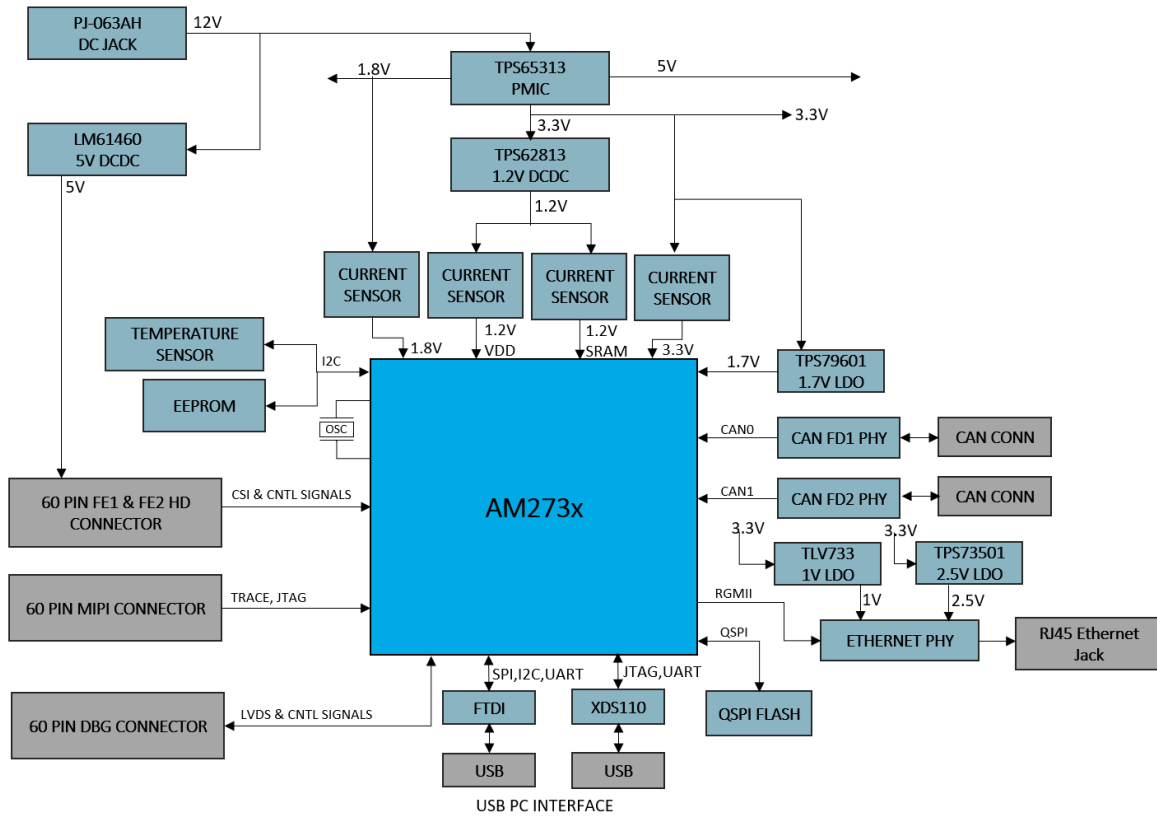 PJ-063AH
DC JACK
12V
TPS65313
PMIC
1.8V
5V
3.3V
3.3V
LM61460
5V DCDC
5V
TPS62813
1.2V DCDC
1.2V
CURRENT
SENSOR
CURRENT
SENSOR
CURRENT
SENSOR
CURRENT
SENSOR
1.8V
1.2V
VDD
1.2V
SRAM
3.3V
TEMPERATURE
SENSOR
I2C
EEPROM
OSC
1.7V
TPS79601
1.7V LDO
CAN0
CAN FD1 PHY
CAN CONN
CAN1
CAN FD2 PHY
CAN CONN
AM273x
60 PIN FE1 & FE2 HD
CONNECTOR
CSI & CNTL SIGNALS
3.3V
TLV733
1V LDO
1V
3.3V
TPS73501
2.5V LDO
2.5V
60 PIN MIPI CONNECTOR
TRACE, JTAG
RGMII
ETHERNET PHY
RJ45 Ethernet
Jack
QSPI
QSPI FLASH
60 PIN DBG CONNECTOR
LVDS & CNTL SIGNALS
SPI,I2C,UART
FTDI
USB
JTAG,UART
XDS110
USB
USB PC INTERFACE